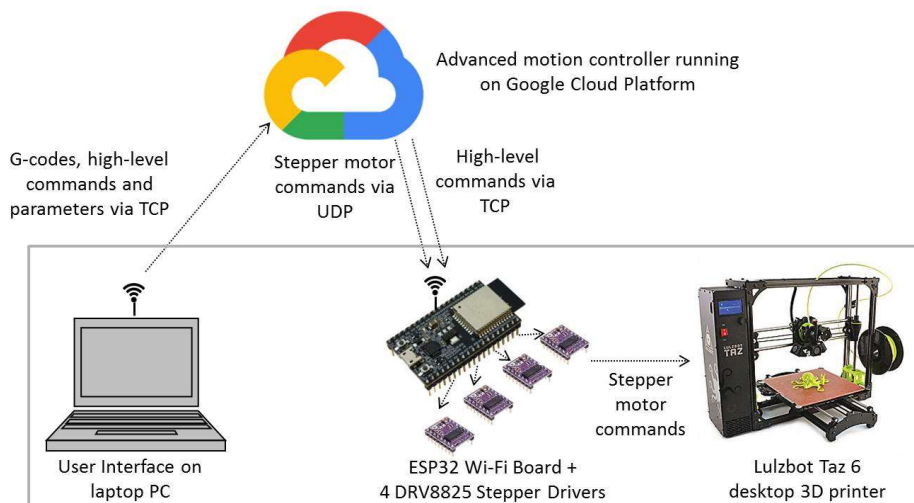 Advanced motion controller running
on Google Cloud Platform
G-codes, high-level
commands and
parameters via TCP
Stepper motor
commands via
UDP
High-level
commands via
TCP
LULZBOT
TAZ
Stepper
motor
commands
User Interface on
laptop PC
ESP32 Wi-Fi Board +
4 DRV8825 Stepper Drivers
Lulzbot Taz 6
desktop 3D printer